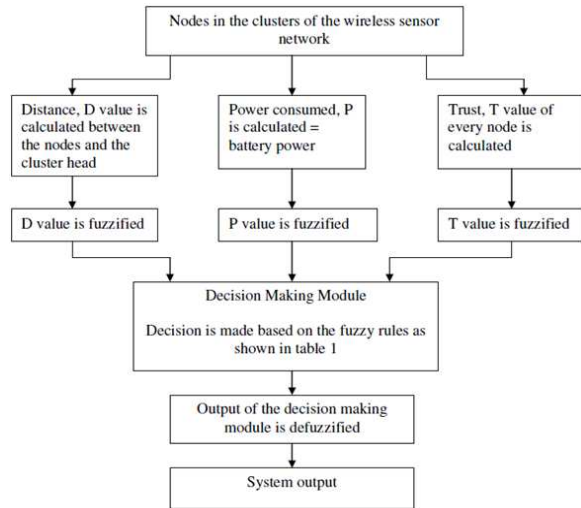 Nodes in the clusters of the wireless sensor
network
Distance, D value is
calculated between
the nodes and the
cluster head
Power consumed, P
is calculated =
battery power
Trust, T value of
every node is
calculated
D value is fuzzified
P value is fuzzified
T value is fuzzified
Decision Making Module
Decision is made based on the fuzzy rules as
shown in table 1
Output of the decision making
module is defuzzified
System output